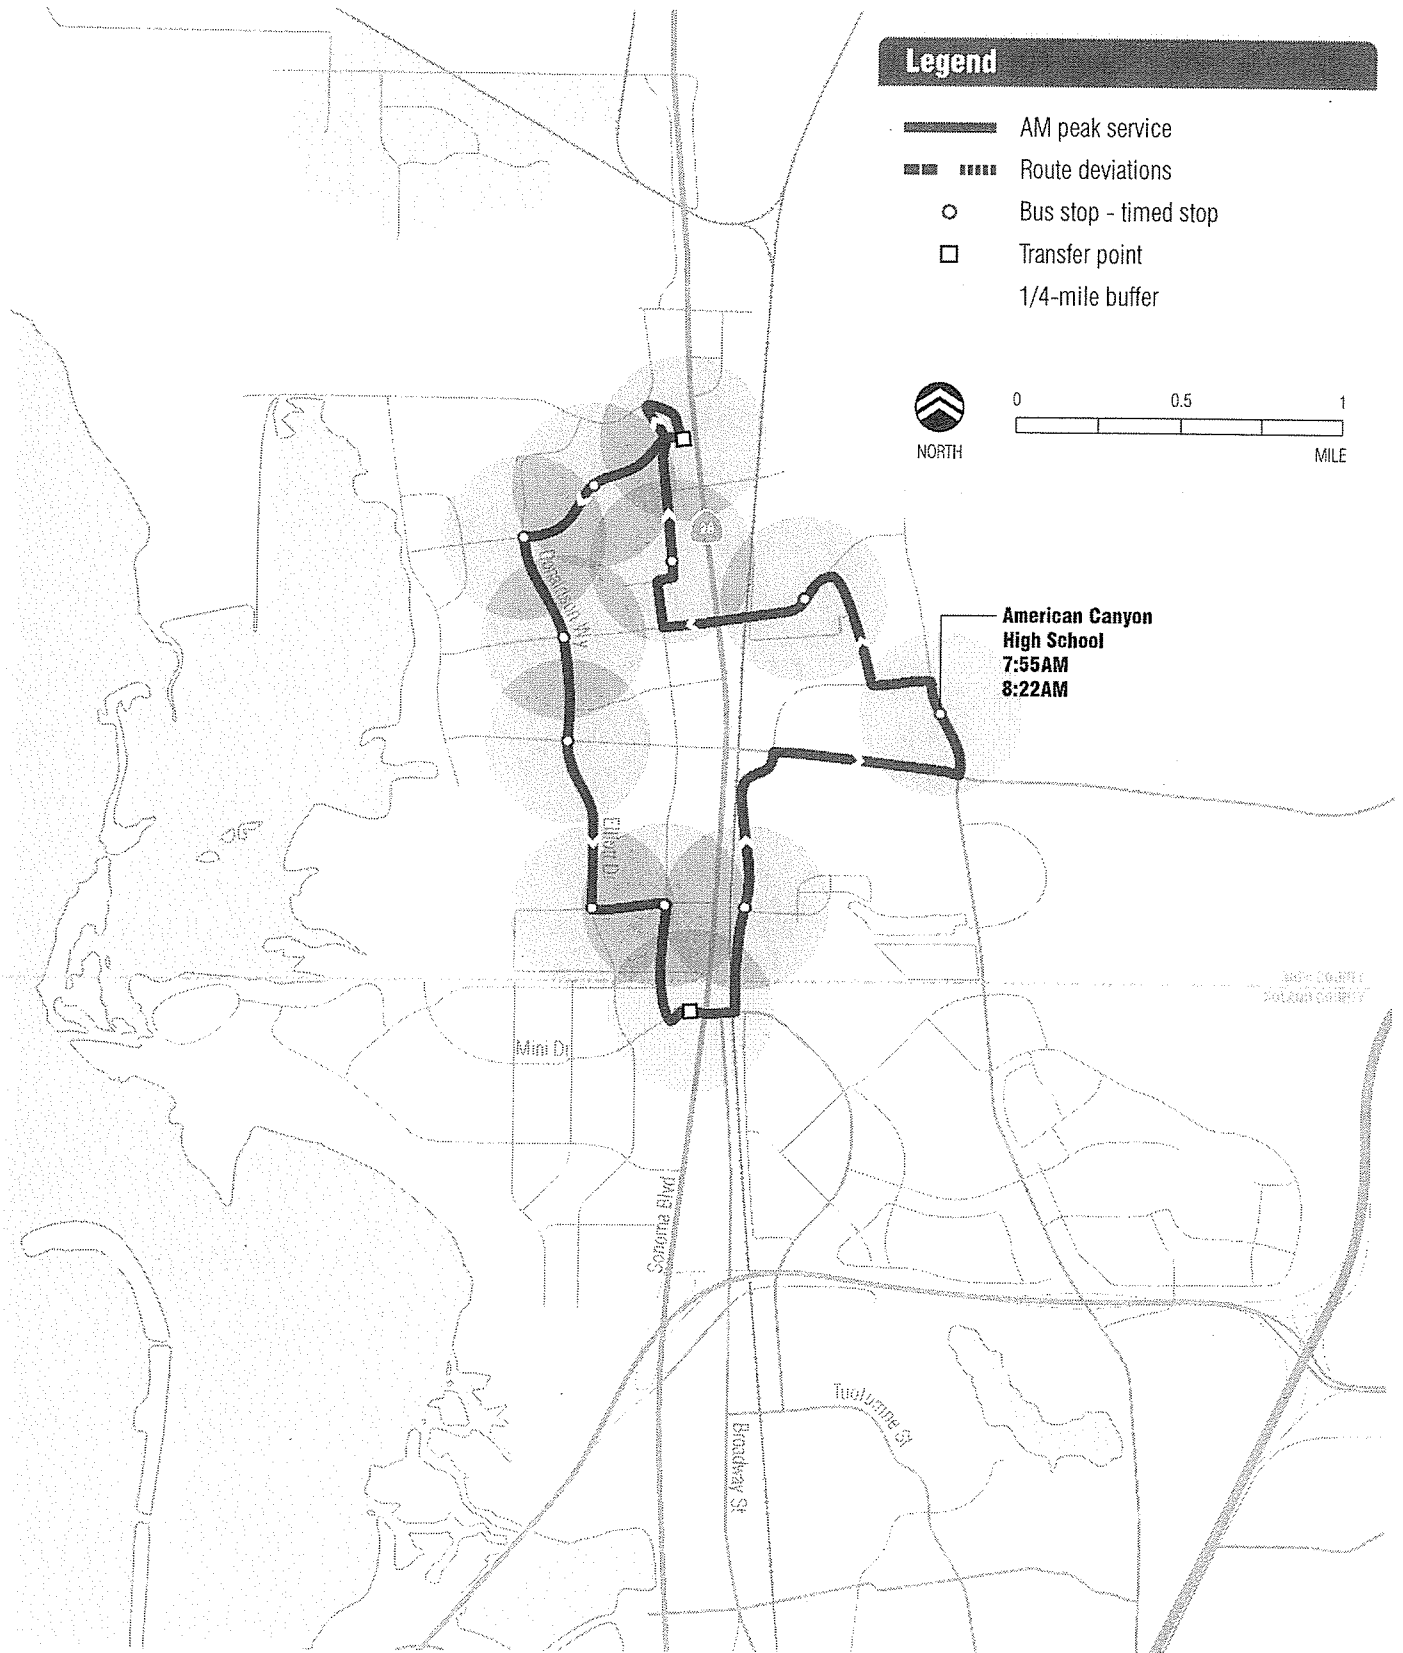 Legend
AM peak service
Route deviations
Bus stop - timed stop
Transfer point
1/4-mile buffer
NORTH
0
0.5
1
MILE
American Canyon
High School
7:55AM
8:22AM
Elliott D
Mini Dr
Sonoma Blvd
Tuolumne St
Broadway St